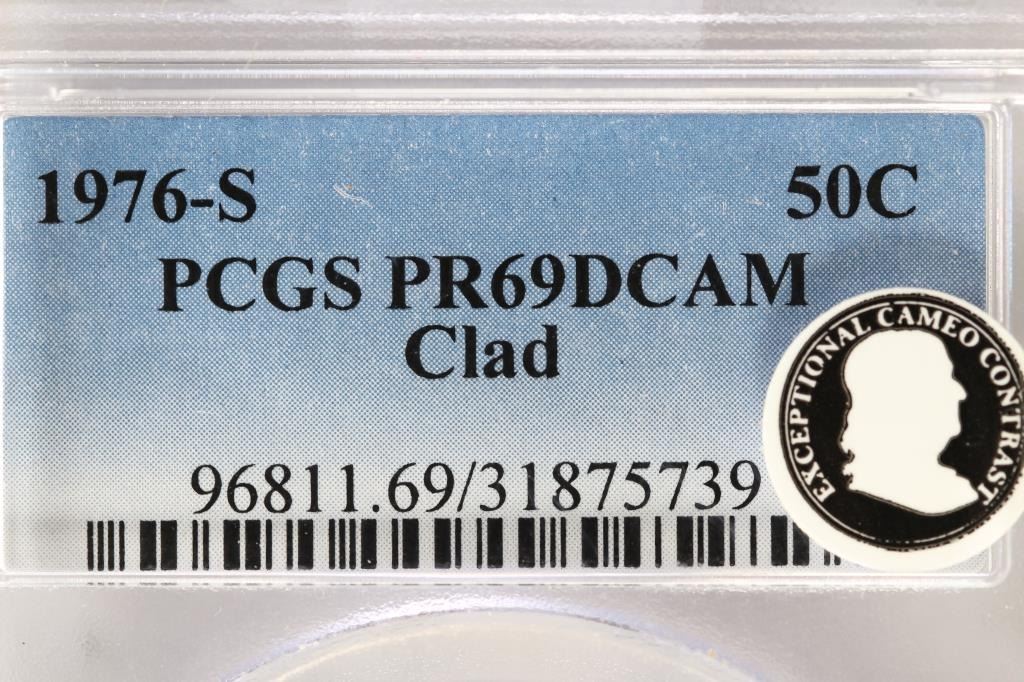 1976-S 50C
PCGS PR69DCAM
Clad
96811.69/31875739
EXCEPTIONAL CAMEO CONTRAST